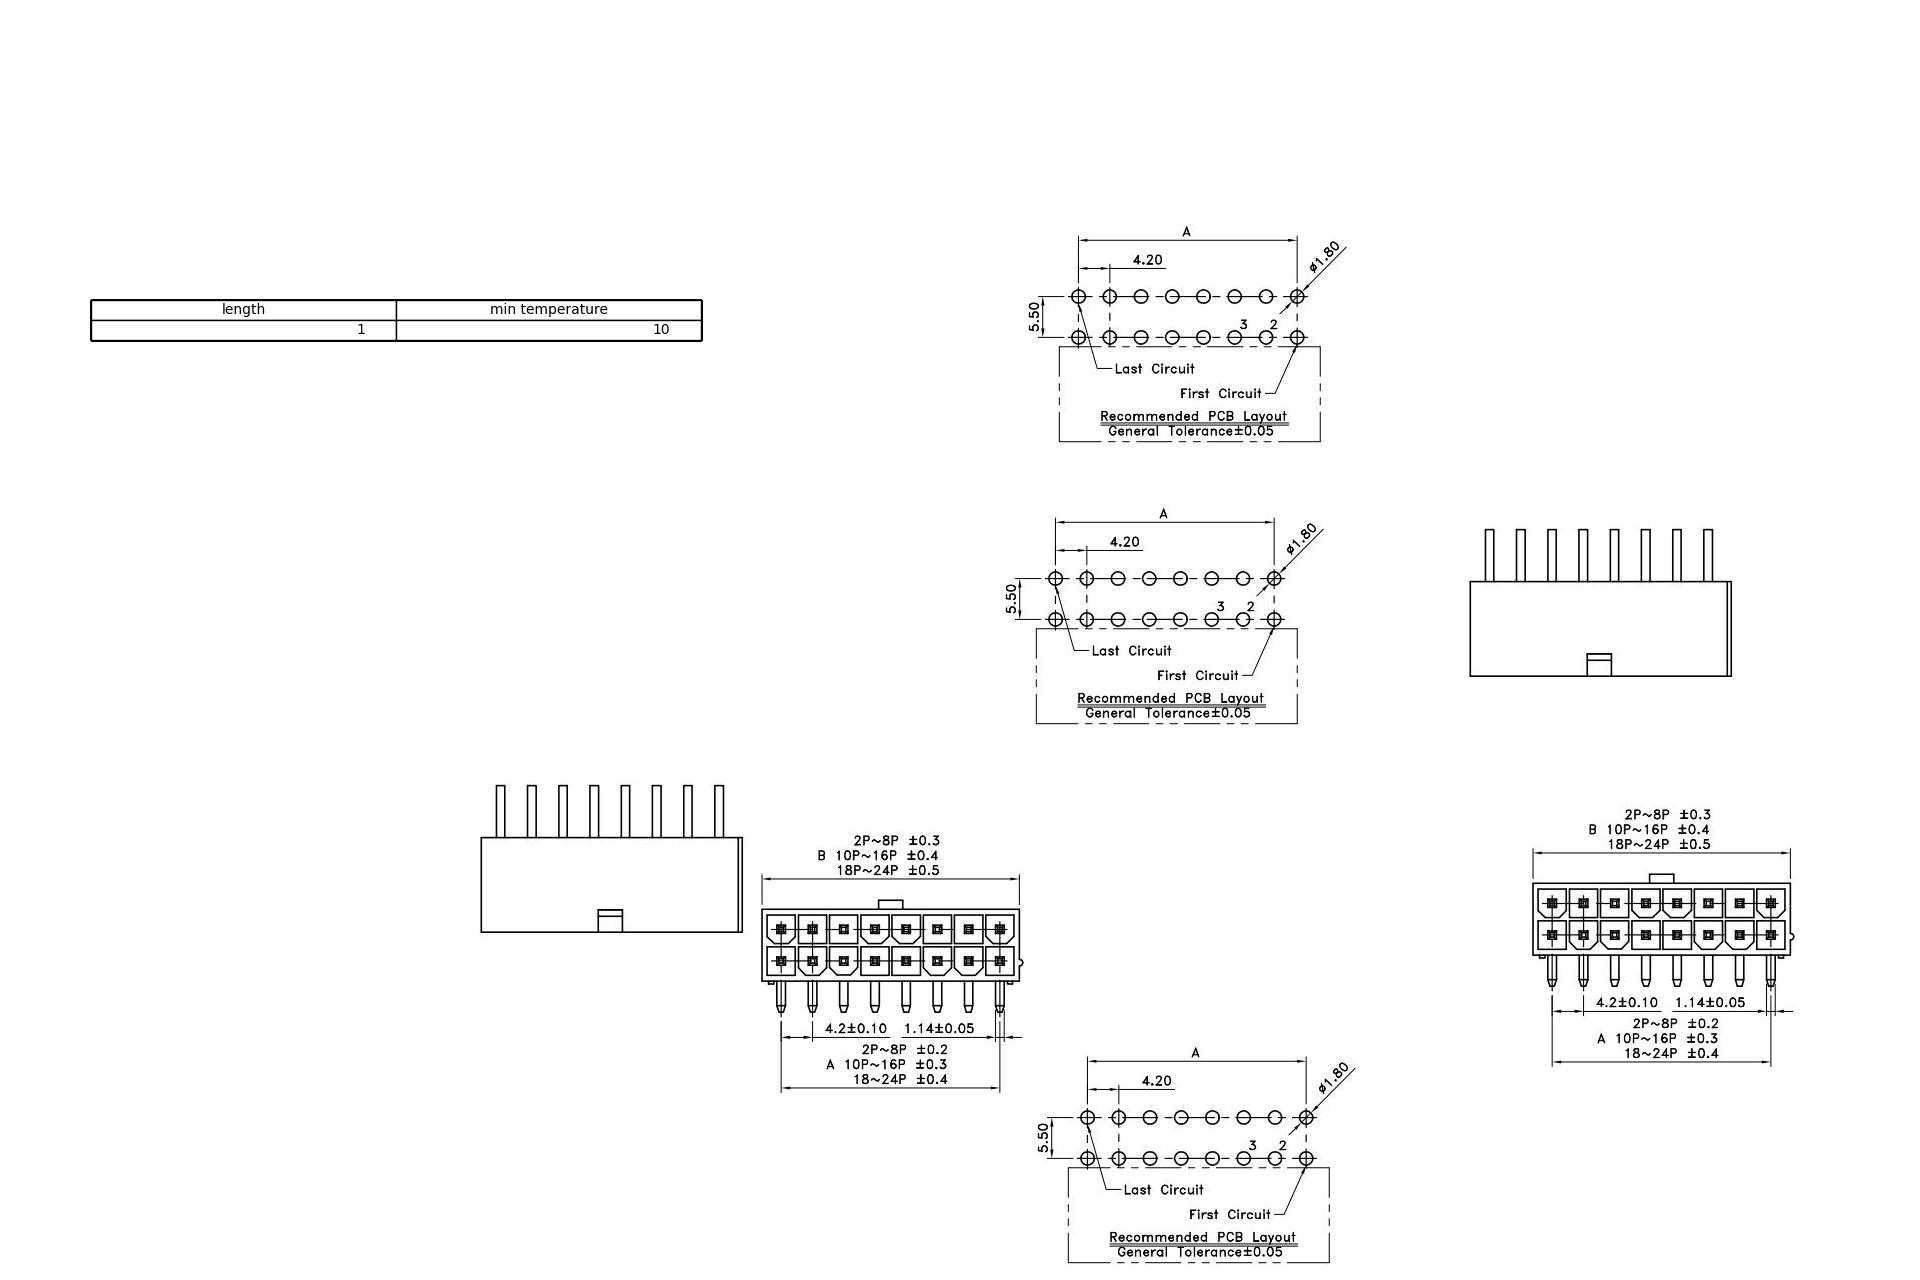 length min temperature
1 10
A
4.20
ø1.80
5.50
3 2
Last Circuit
First Circuit
Recommended PCB Layout
General Tolerance±0.05
A
4.20
ø1.80
5.50
3 2
Last Circuit
First Circuit
Recommended PCB Layout
General Tolerance±0.05
2P~8P ±0.3
B 10P~16P ±0.4
18P~24P ±0.5
4.2±0.10 1.14±0.05
2P~8P ±0.2
A 10P~16P ±0.3
18~24P ±0.4
2P~8P ±0.3
B 10P~16P ±0.4
18P~24P ±0.5
4.2±0.10 1.14±0.05
2P~8P ±0.2
A 10P~16P ±0.3
18~24P ±0.4
A
4.20
ø1.80
5.50
3 2
Last Circuit
First Circuit
Recommended PCB Layout
General Tolerance±0.05